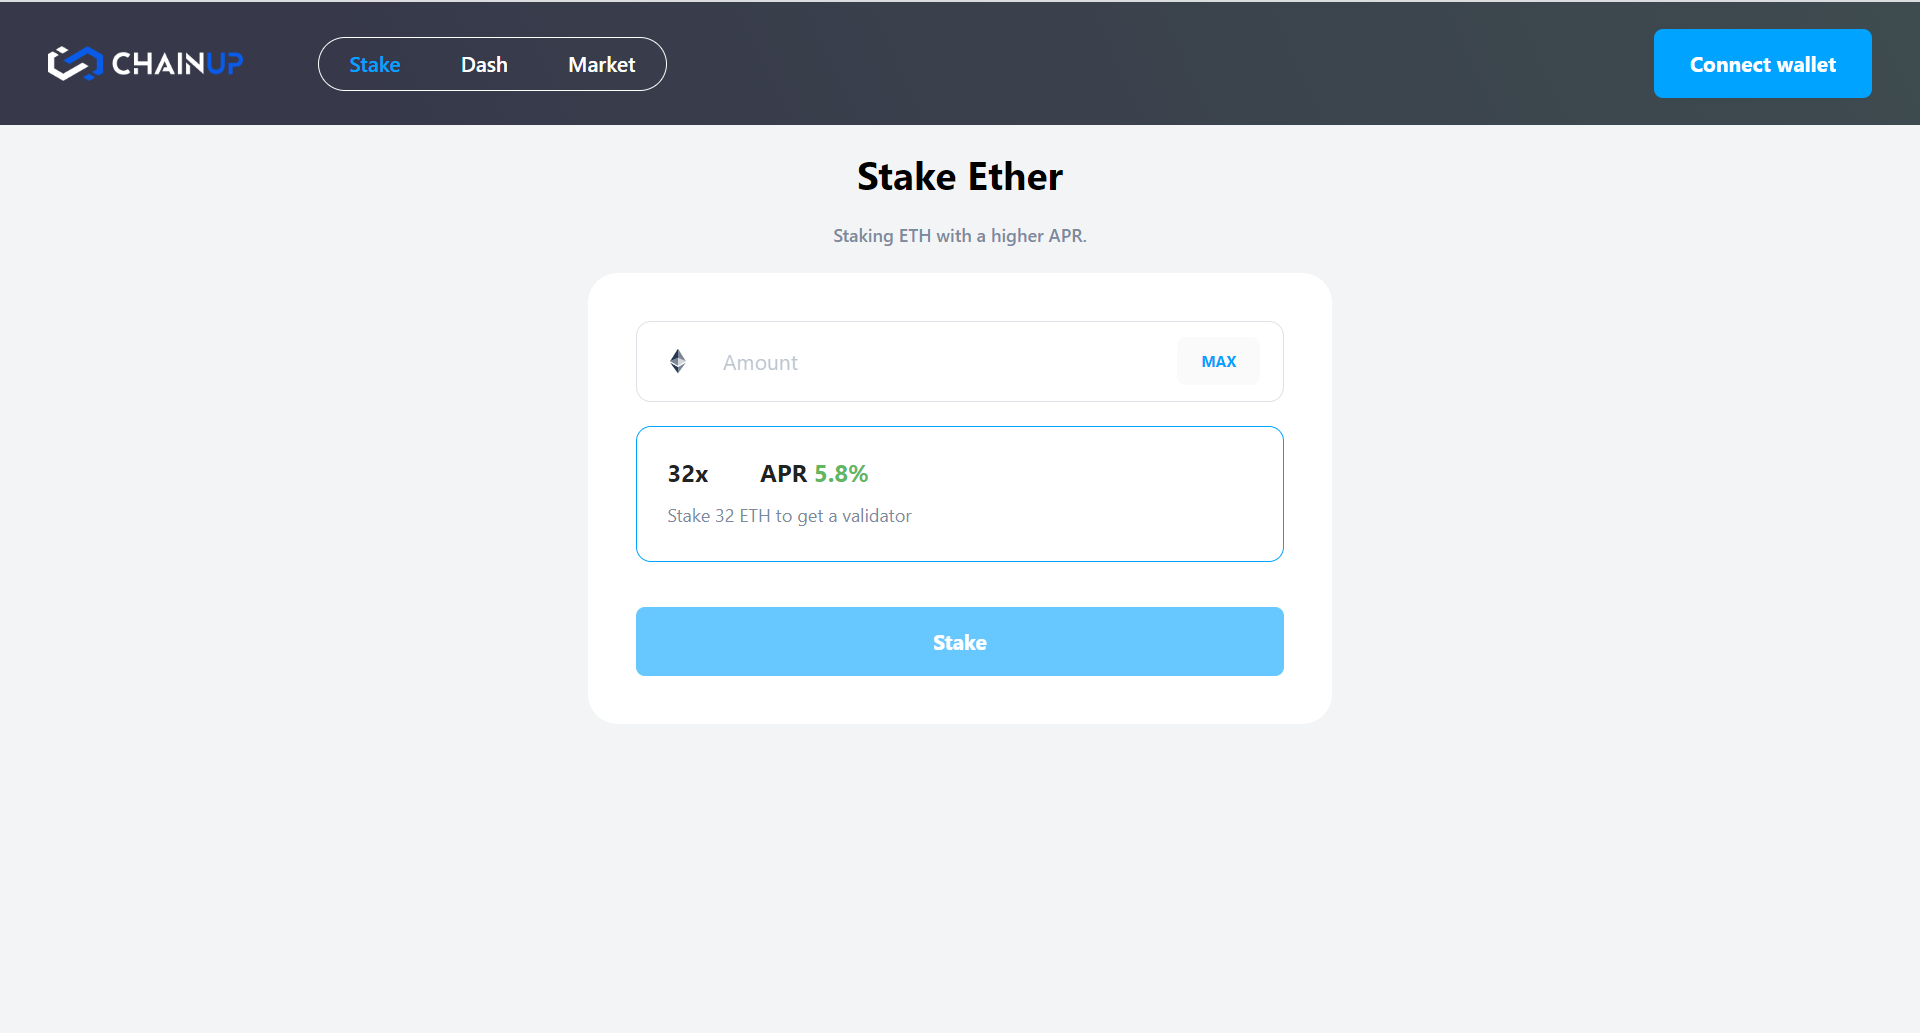 CHAINUP
Stake Dash Market
Connect wallet
Stake Ether
Staking ETH with a higher APR.
Amount
MAX
32x APR 5.8%
Stake 32 ETH to get a validator
Stake